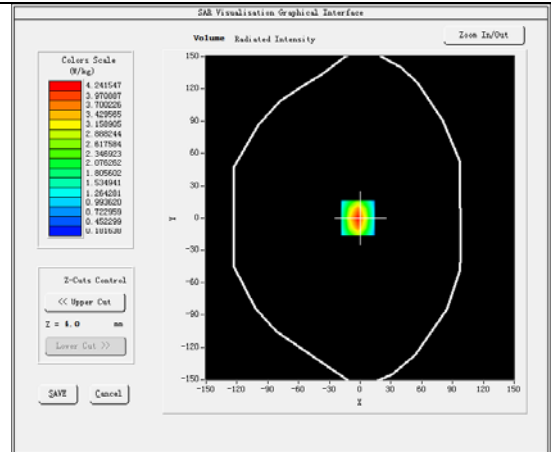 SAR Visualisation Graphical Interface
Volume Radiated Intensity
Zoom In/Out
Colors Scale
(W/kg)
4.241547
3.970887
3.700226
3.429565
3.158905
2.888244
2.617584
2.346923
2.076262
1.805602
1.534941
1.264281
0.993620
0.722959
0.452299
0.181638
Z-Cuts Control
<< Upper Cut
Z = 4.0 mm
Lower Cut >>
SAVE Cancel
150
120
90
60
30
Y 0
-30
-60
-90
-120
-150
-150 -120 -90 -60 -30 0 30 60 90 120 150
X